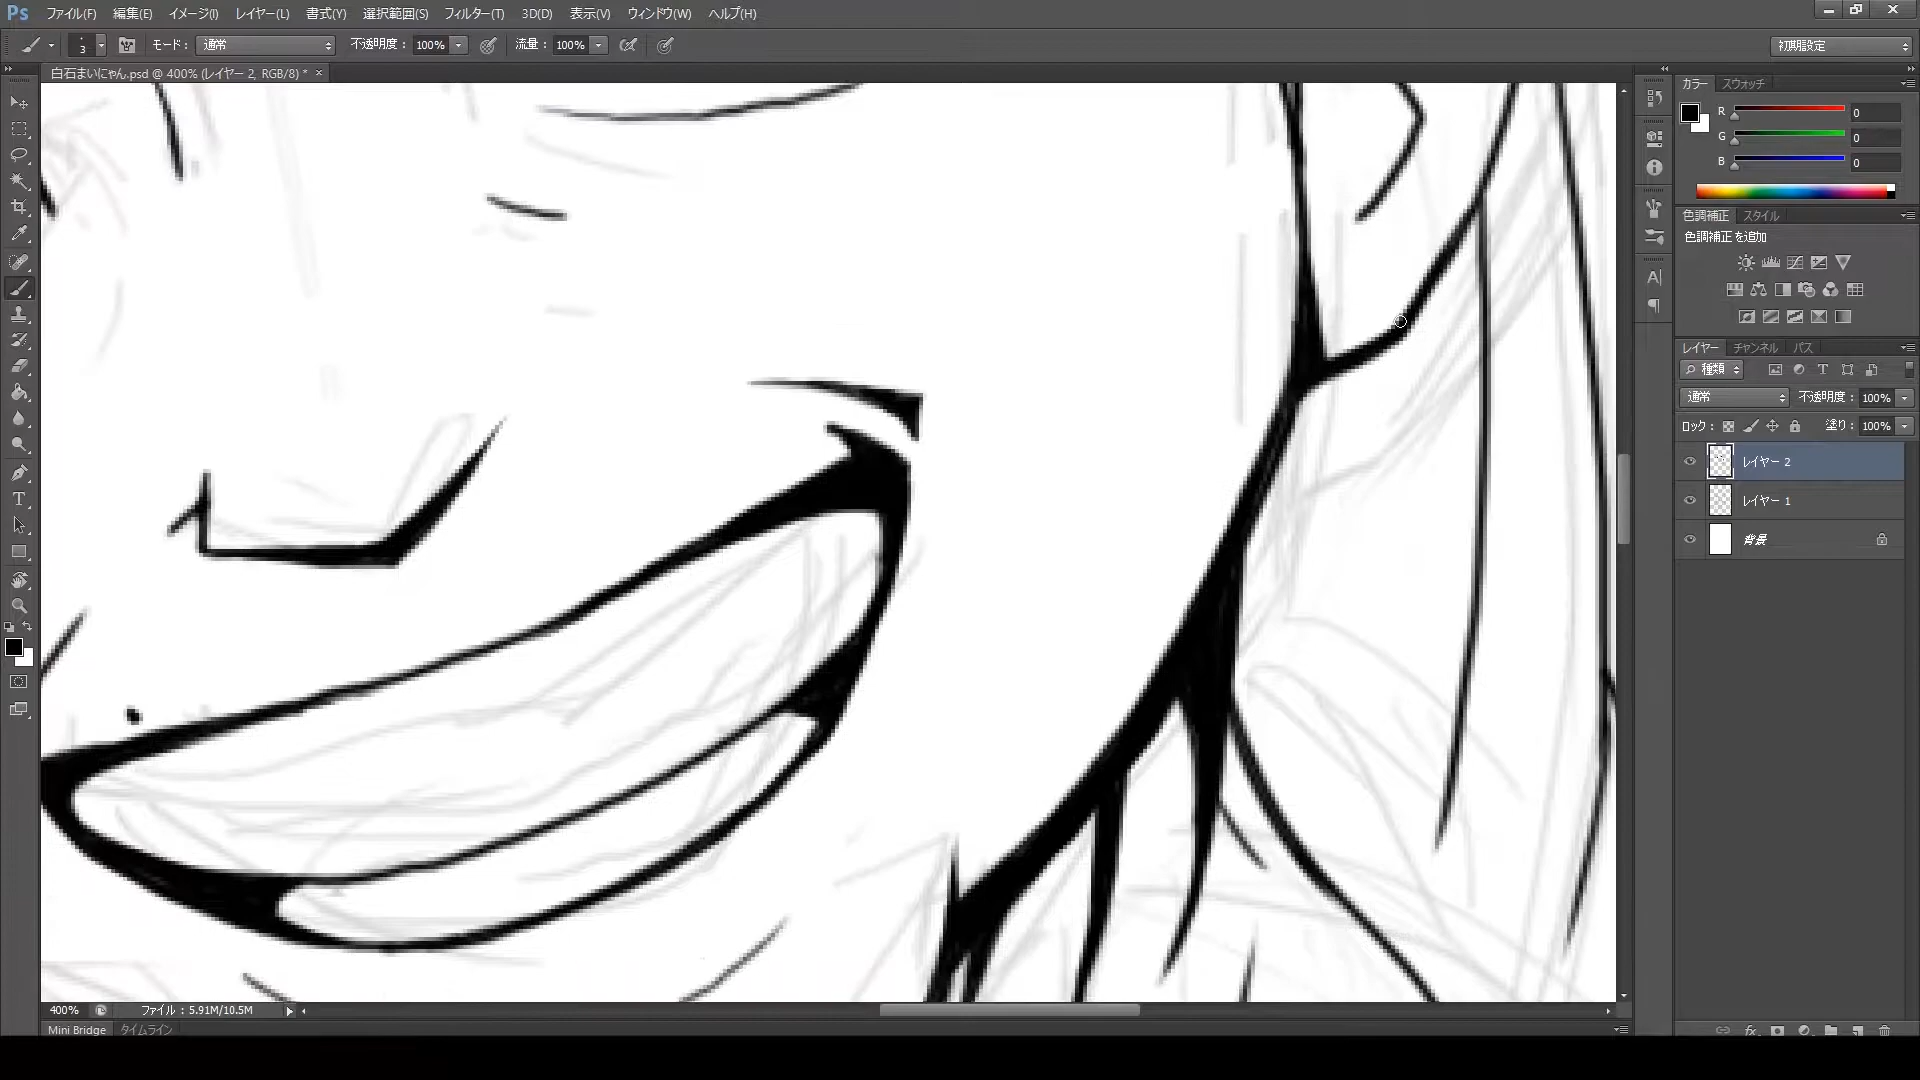 Ps ファイル(F) 編集(E) イメージ(I) レイヤー(L) 書式(Y) 選択範囲(S) フィルター(T) 3D(D) 表示(V) ウィンドウ(W) ヘルプ(H)
3 モード： 通常 不透明度： 100% 流量： 100% 初期設定
白石まいにゃん.psd @ 400% (レイヤー 2, RGB/8) * ×
カラー スウォッチ
R 0
G 0
B 0
色調補正 スタイル
色調補正を追加
レイヤー チャンネル パス
種類
通常 不透明度： 100%
ロック： 塗り： 100%
レイヤー 2
レイヤー 1
背景
400% ファイル：5.91M/10.5M
Mini Bridge タイムライン